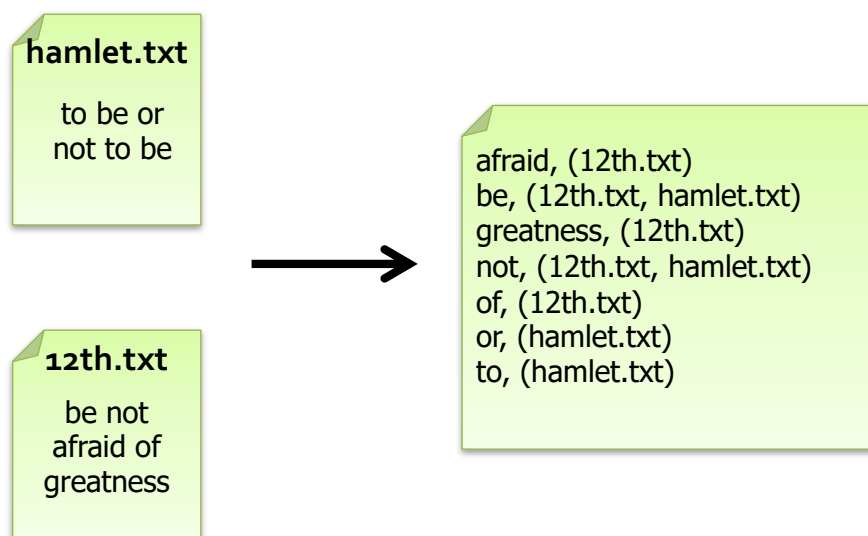 hamlet.txt
to be or
not to be
12th.txt
be not
afraid of
greatness
afraid, (12th.txt)
be, (12th.txt, hamlet.txt)
greatness, (12th.txt)
not, (12th.txt, hamlet.txt)
of, (12th.txt)
or, (hamlet.txt)
to, (hamlet.txt)